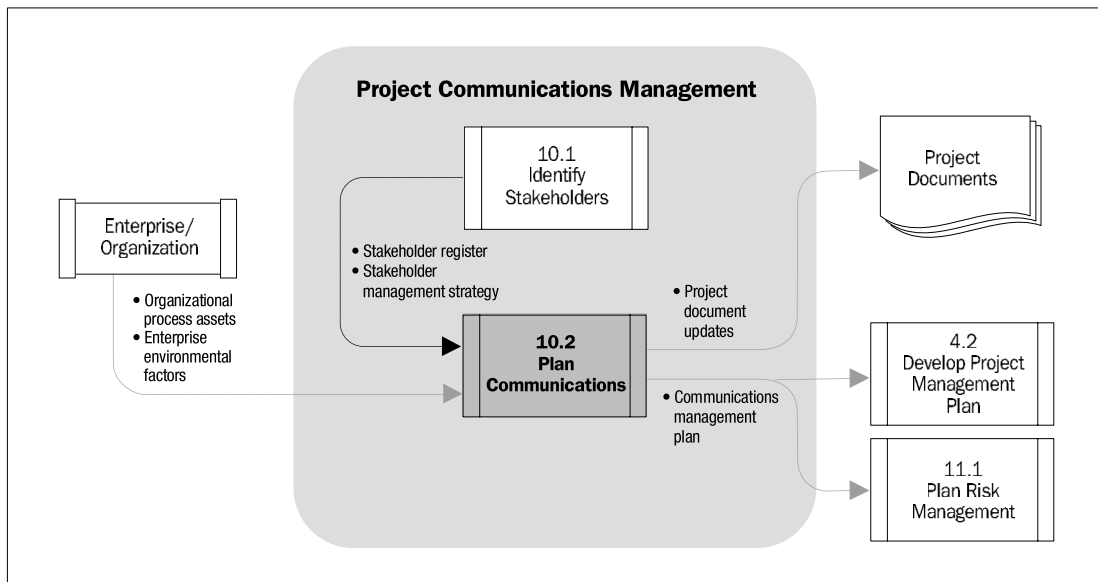 Project Communications Management
10.1
Identify
Stakeholders
Project
Documents
Enterprise/
Organization
• Stakeholder register
• Stakeholder
management strategy
• Organizational
process assets
• Enterprise
environmental
factors
• Project
document
updates
10.2
Plan
Communications
4.2
Develop Project
Management
Plan
• Communications
management
plan
11.1
Plan Risk
Management